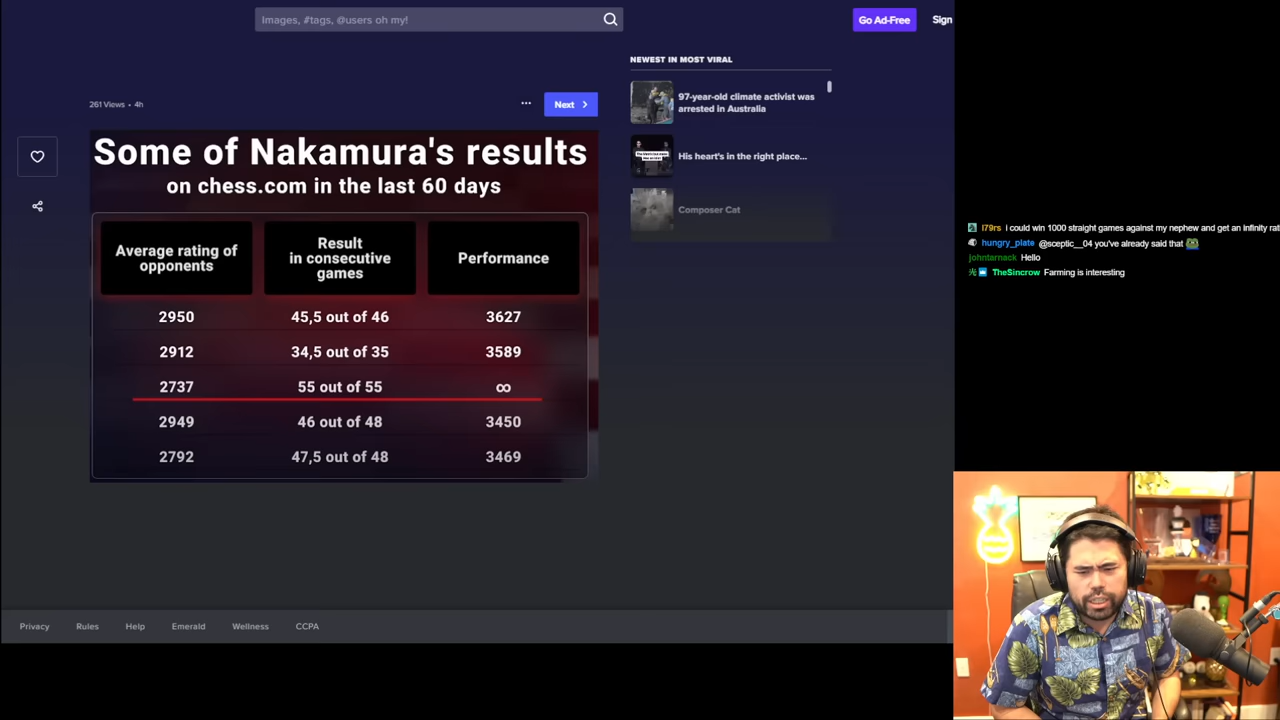 Images, #tags, @users oh my!
Go Ad-Free
Sign
NEWEST IN MOST VIRAL
261 Views • 4h
Next
97-year-old climate activist was
arrested in Australia
His heart's in the right place...
Composer Cat
Some of Nakamura's results
on chess.com in the last 60 days
Average rating of
opponents
Result
in consecutive
games
Performance
2950 45,5 out of 46 3627
2912 34,5 out of 35 3589
2737 55 out of 55 ∞
2949 46 out of 48 3450
2792 47,5 out of 48 3469
Privacy Rules Help Emerald Wellness CCPA
i79rs i could win 1000 straight games against my nephew and get an infinity rat
hungry_plate @sceptic__04 you've already said that
johntarnack Hello
TheSincrow Farming is interesting